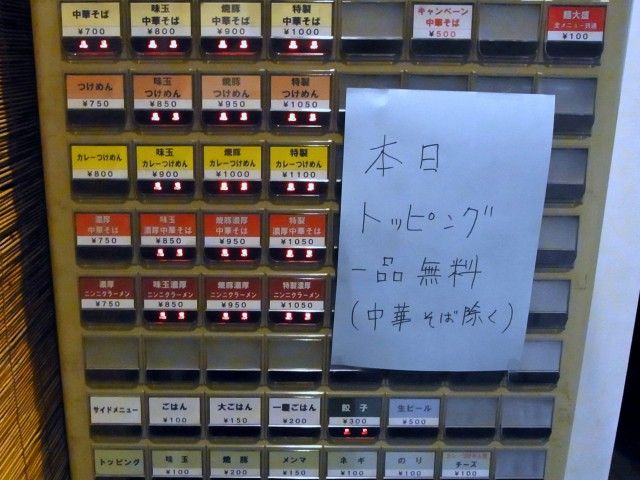 中華そば ¥700
味玉 中華そば ¥800
焼豚 中華そば ¥900
特製 中華そば ¥1000
キャンペーン 中華そば ¥500
麺大盛 全メニュー共通 ¥100
つけめん ¥750
味玉 つけめん ¥850
焼豚 つけめん ¥950
特製 つけめん ¥1050
カレーつけめん ¥800
味玉 カレーつけめん ¥900
焼豚 カレーつけめん ¥1000
特製 カレーつけめん ¥1100
濃厚 中華そば ¥750
味玉 濃厚中華そば ¥850
焼豚濃厚 中華そば ¥950
特製 濃厚中華そば ¥1050
濃厚 ニンニクラーメン ¥750
味玉濃厚 ニンニクラーメン ¥850
焼豚濃厚 ニンニクラーメン ¥950
特製濃厚 ニンニクラーメン ¥1050
本日
トッピング
一品無料
(中華そば除く)
サイドメニュー
ごはん ¥100
大ごはん ¥150
一口ごはん ¥200
餃子 ¥300
生ビール ¥500
トッピング
味玉 ¥100
焼豚 ¥200
メンマ ¥150
ネギ ¥100
のり ¥100
チーズ ¥100